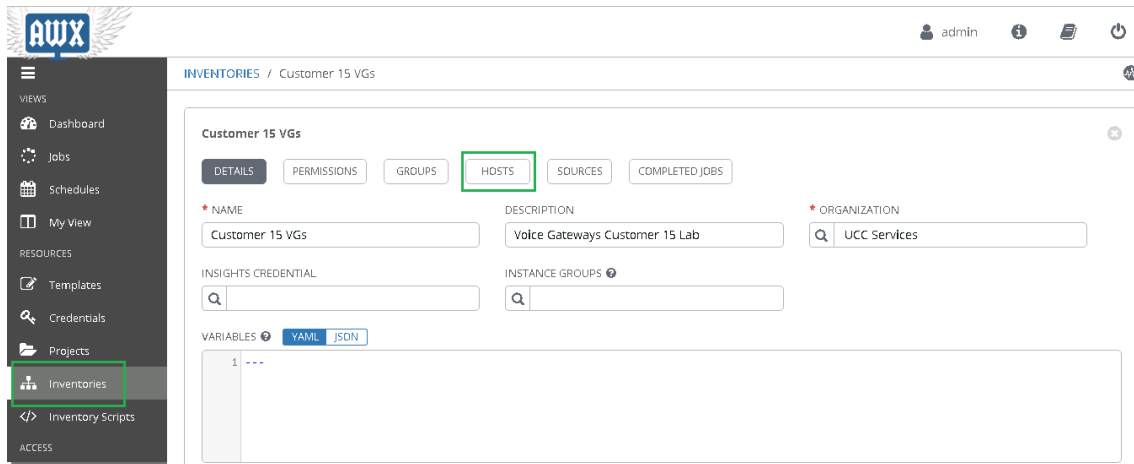 AWX
admin
INVENTORIES / Customer 15 VGs
VIEWS
Dashboard
Jobs
Schedules
My View
RESOURCES
Templates
Credentials
Projects
Inventories
Inventory Scripts
ACCESS
Customer 15 VGs
DETAILS PERMISSIONS GROUPS HOSTS SOURCES COMPLETED JOBS
* NAME DESCRIPTION * ORGANIZATION
Customer 15 VGs Voice Gateways Customer 15 Lab UCC Services
INSIGHTS CREDENTIAL INSTANCE GROUPS ?
VARIABLES ? YAML JSON
1 ---